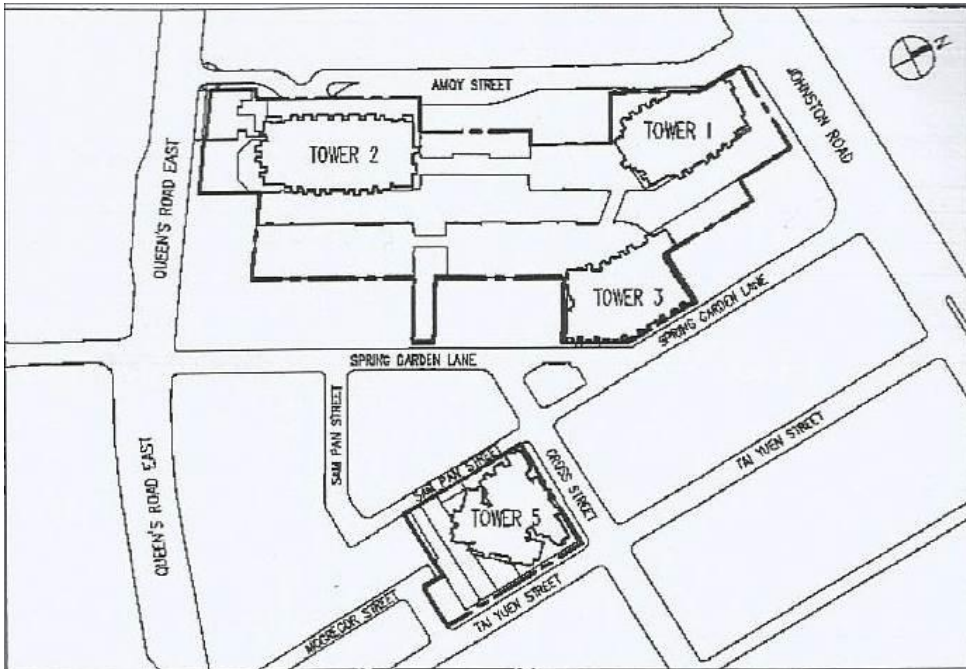 N
AMOY STREET
JOHNSTON ROAD
TOWER 1
TOWER 2
QUEEN'S ROAD EAST
TOWER 3
SPRING GARDEN LANE
SPRING GARDEN LANE
SAM PAN STREET
TAI YUEN STREET
SAM PAN STREET
CROSS STREET
QUEEN'S ROAD EAST
TOWER 5
MCGREGOR STREET
TAI YUEN STREET